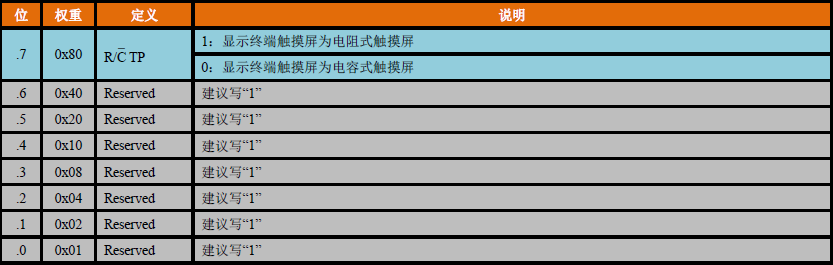 位 权重 定义 说明
.7 0x80 R/C̅ TP 1：显示终端触摸屏为电阻式触摸屏
0：显示终端触摸屏为电容式触摸屏
.6 0x40 Reserved 建议写“1”
.5 0x20 Reserved 建议写“1”
.4 0x10 Reserved 建议写“1”
.3 0x08 Reserved 建议写“1”
.2 0x04 Reserved 建议写“1”
.1 0x02 Reserved 建议写“1”
.0 0x01 Reserved 建议写“1”